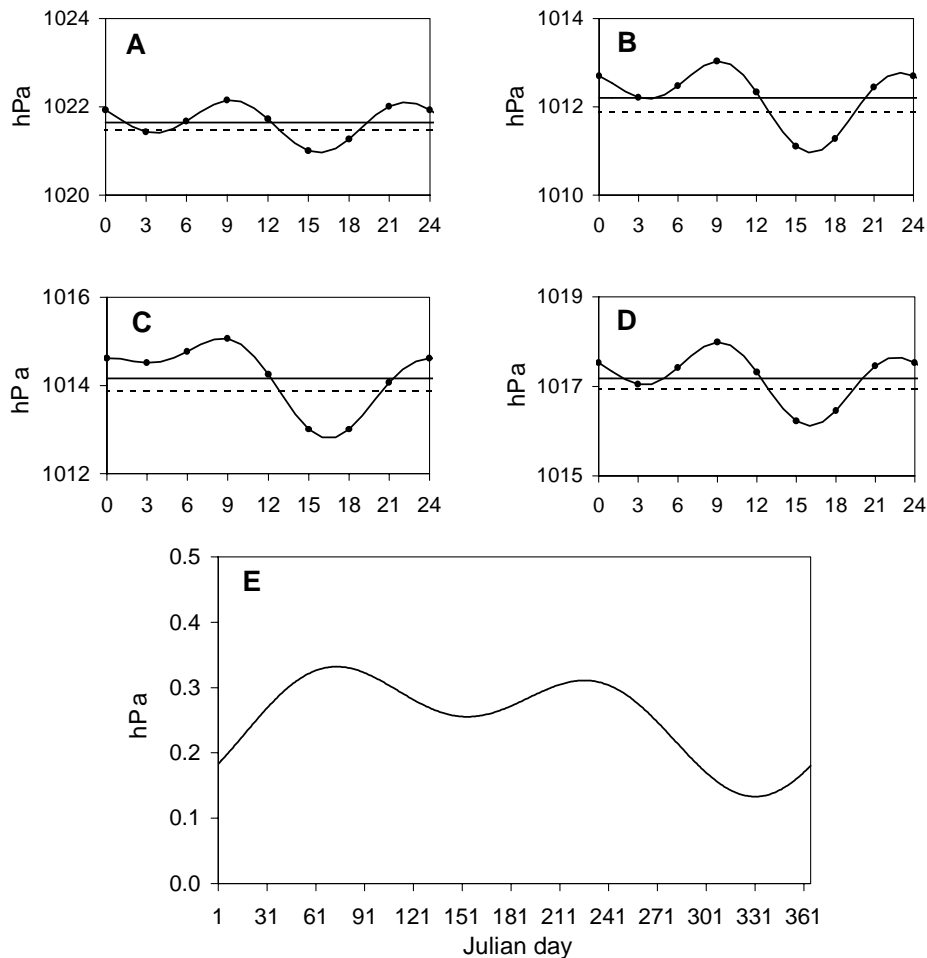 A
hPa
1024
1022
1020
0 3 6 9 12 15 18 21 24
B
hPa
1014
1012
1010
0 3 6 9 12 15 18 21 24
C
hPa
1016
1014
1012
0 3 6 9 12 15 18 21 24
D
hPa
1019
1017
1015
0 3 6 9 12 15 18 21 24
E
hPa
0.5
0.4
0.3
0.2
0.1
0.0
1 31 61 91 121 151 181 211 241 271 301 331 361
Julian day